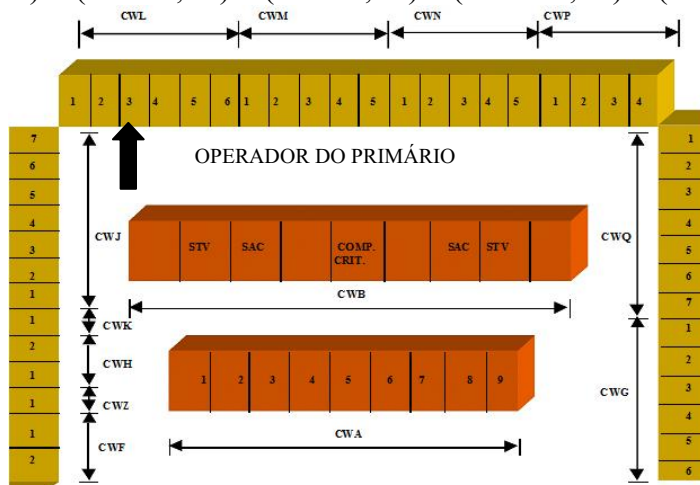 CWL CWM CWN CWP
1 2 3 4 5 6 1 2 3 4 5 1 2 3 4 5 1 2 3 4
OPERADOR DO PRIMÁRIO
7
6
5
4
3
2
1
1
2
1
1
1
2
CWJ
CWK
CWH
CWZ
CWF
STV SAC COMP. SAC STV
CRIT.
CWB
1 2 3 4 5 6 7 8 9
CWA
CWQ
CWG
1
2
3
4
5
6
7
1
2
3
4
5
6